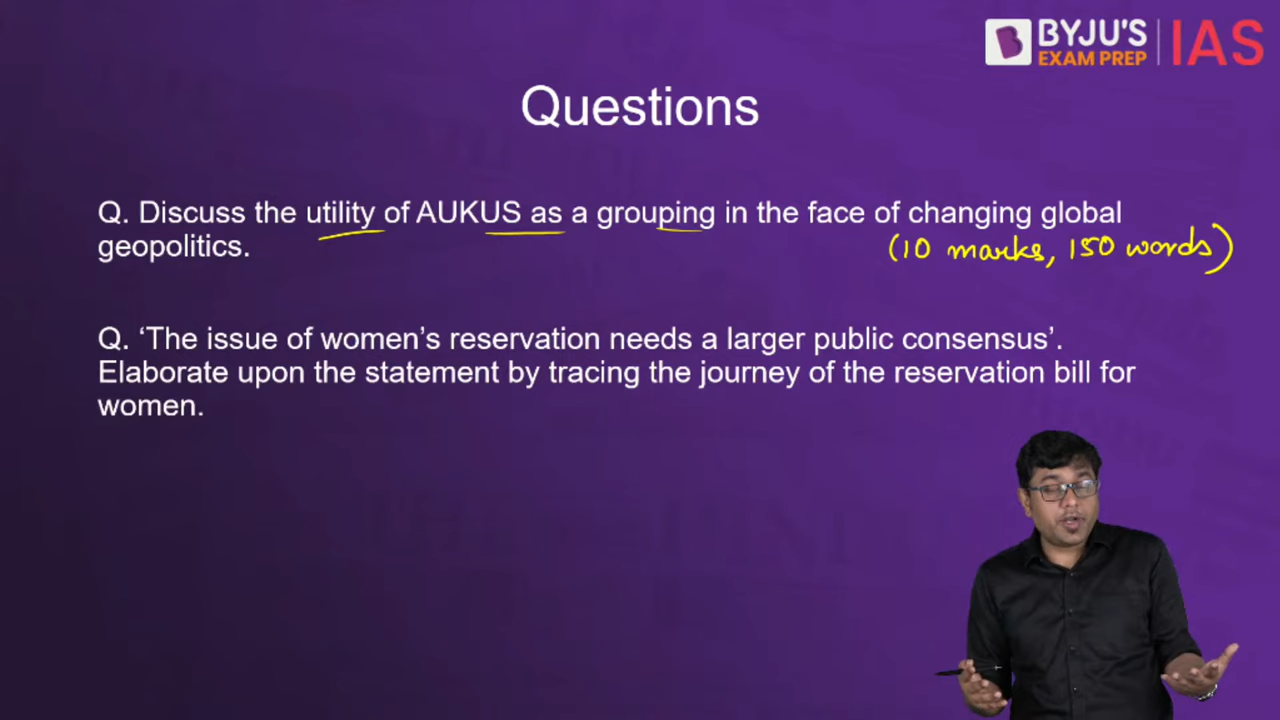 BYJU'S
EXAM PREP
IAS
Questions
Q. Discuss the utility of AUKUS as a grouping in the face of changing global
geopolitics.
(10 marks, 150 words)
Q. ‘The issue of women’s reservation needs a larger public consensus’.
Elaborate upon the statement by tracing the journey of the reservation bill for
women.